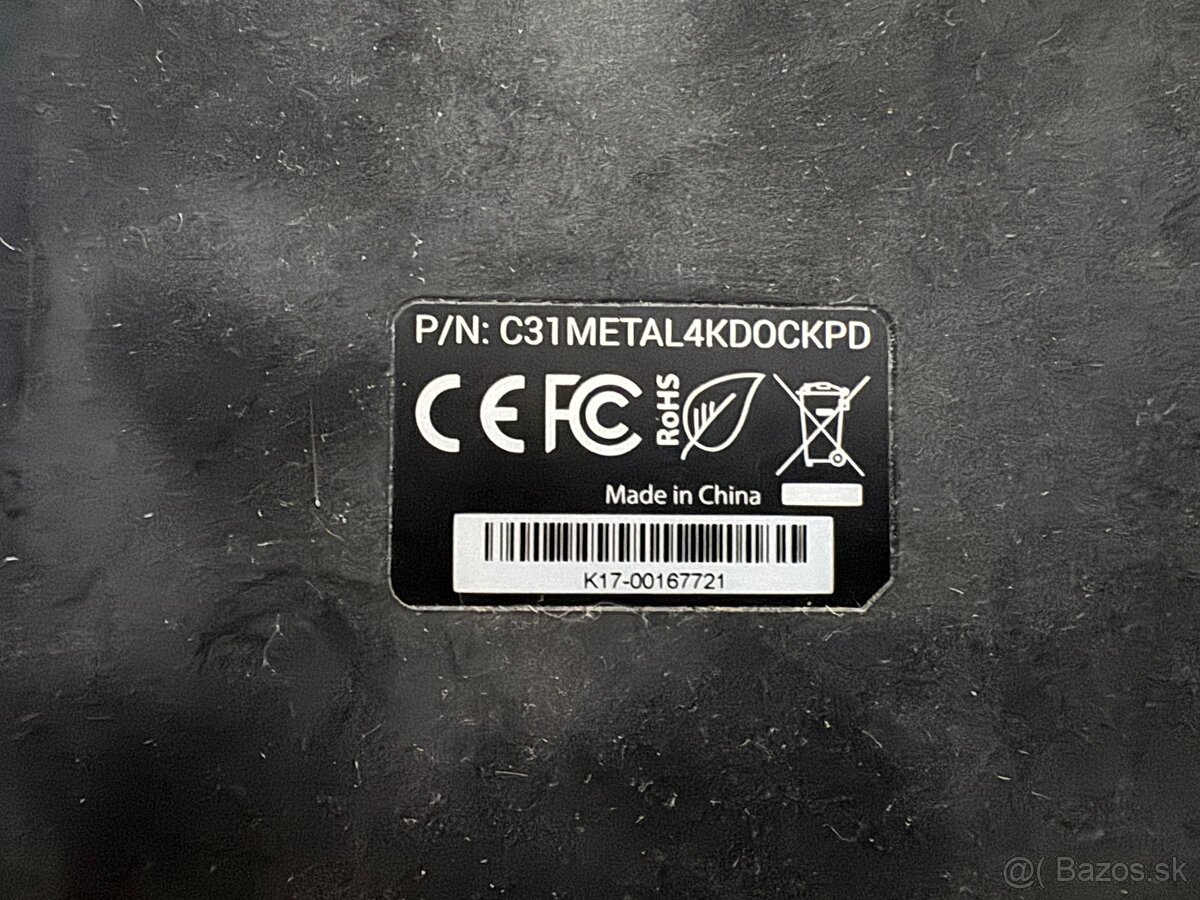 P/N: C31METAL4KDOCKPD
CE FC RoHS
Made in China
K17-00167721
@( Bazos.sk